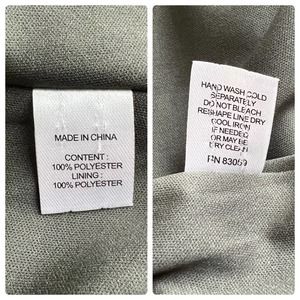 MADE IN CHINA
CONTENT :
100% POLYESTER
LINING :
100% POLYESTER
HAND WASH COLD
SEPARATELY
DO NOT BLEACH
RESHAPE LINE DRY
COOL IRON
IF NEEDED
OR MAY BE
DRY CLEAN
RN 83059